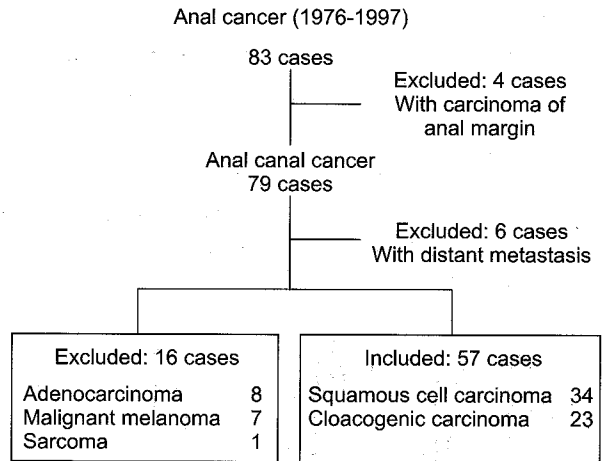 Anal cancer (1976-1997)
83 cases
Excluded: 4 cases
With carcinoma of
anal margin
Anal canal cancer
79 cases
Excluded: 6 cases
With distant metastasis
Excluded: 16 cases
Adenocarcinoma 8
Malignant melanoma 7
Sarcoma 1
Included: 57 cases
Squamous cell carcinoma 34
Cloacogenic carcinoma 23